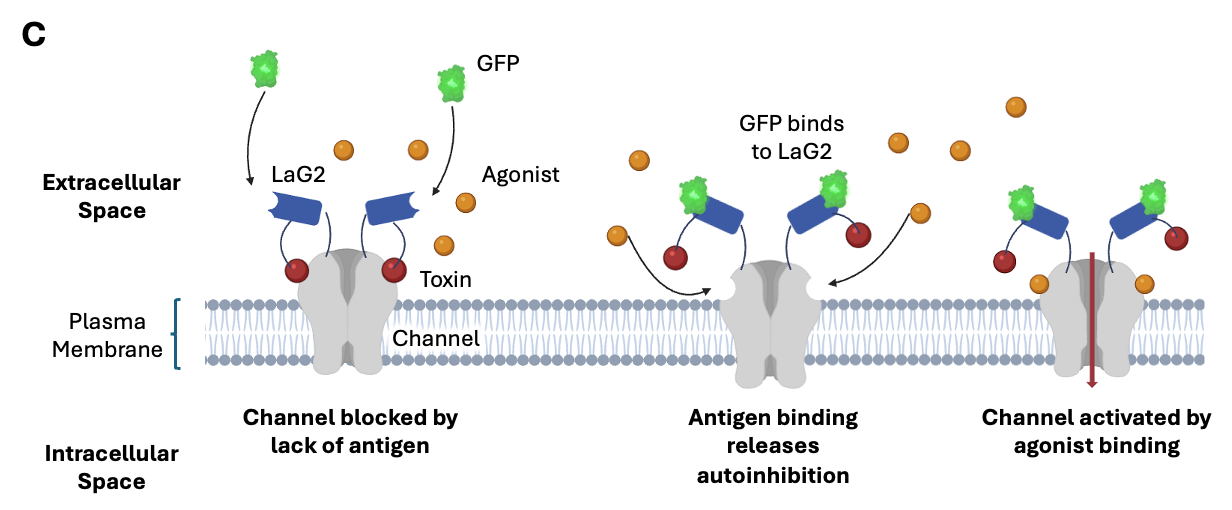 C
GFP
GFP binds
to LaG2
LaG2
Agonist
Extracellular
Space
Toxin
Plasma
Membrane
Channel
Channel blocked by
lack of antigen
Antigen binding
releases
autoinhibition
Channel activated by
agonist binding
Intracellular
Space